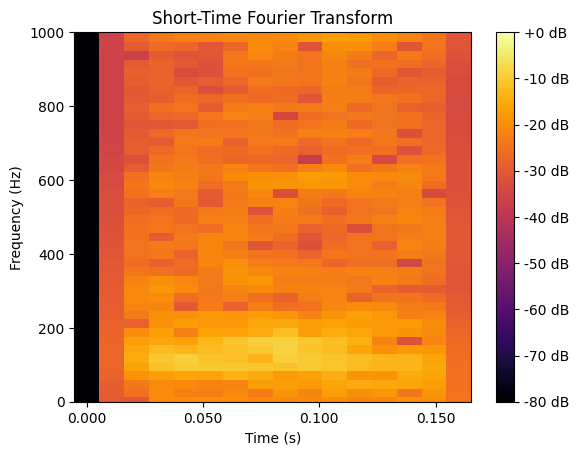 Short-Time Fourier Transform
1000
800
600
400
200
0
Frequency (Hz)
0.000
0.050
0.100
0.150
Time (s)
+0 dB
-10 dB
-20 dB
-30 dB
-40 dB
-50 dB
-60 dB
-70 dB
-80 dB